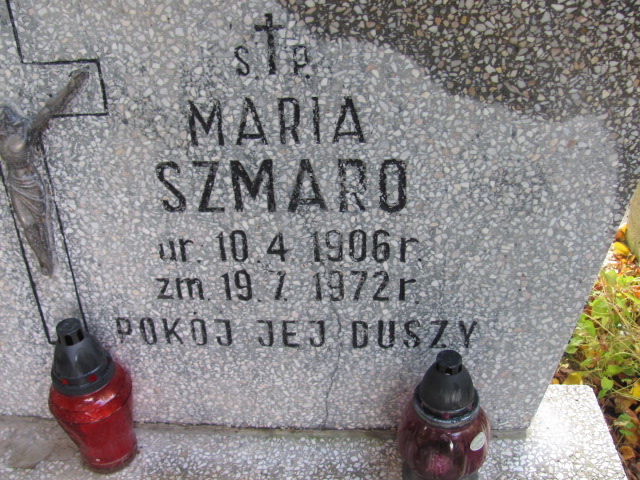 Ś.P.
MARIA
SZMARO
ur. 10.4 1906 r.
zm. 19.7. 1972 r.
POKÓJ JEJ DUSZY